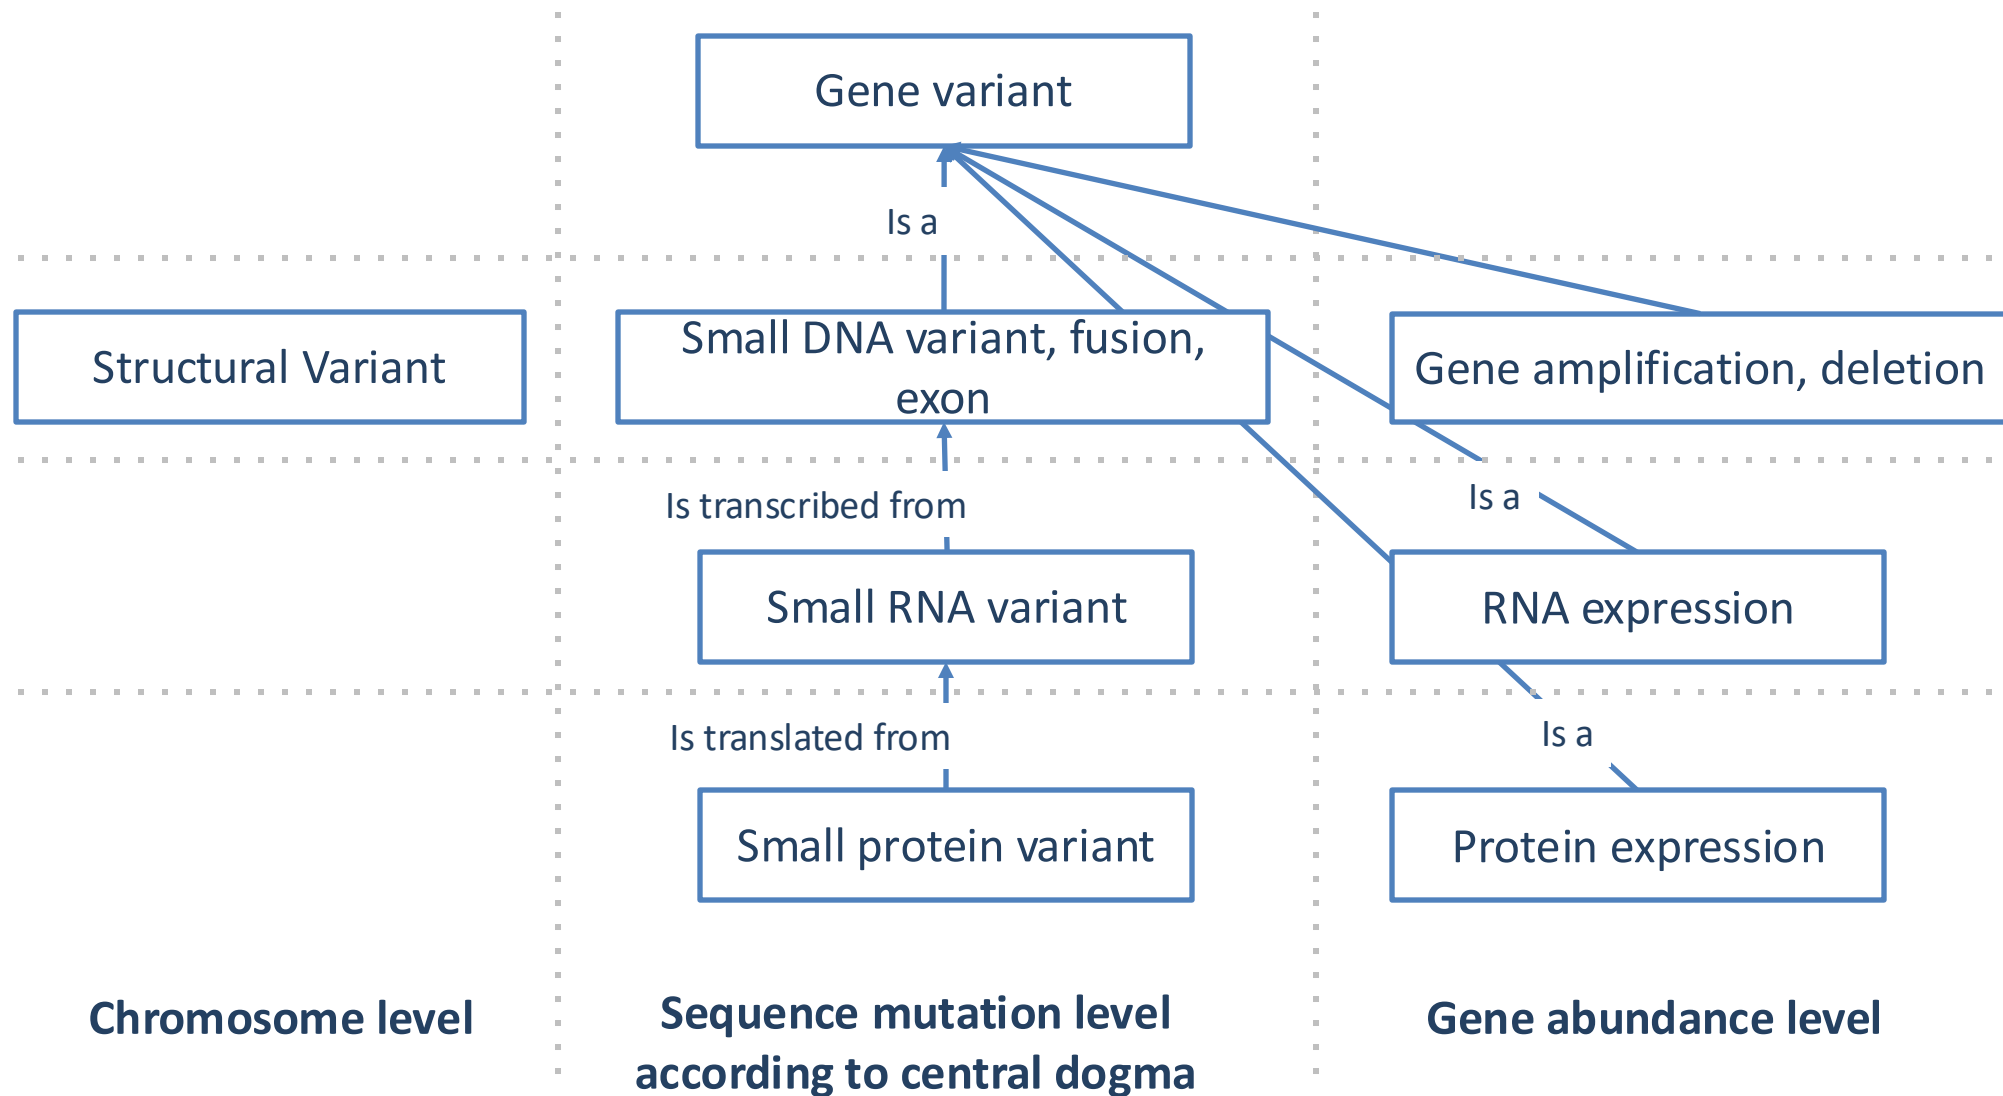 Gene variant
Is a
Structural Variant
Small DNA variant, fusion,
exon
Gene amplification, deletion
Is transcribed from
Is a
Small RNA variant
RNA expression
Is translated from
Is a
Small protein variant
Protein expression
Chromosome level
Sequence mutation level
according to central dogma
Gene abundance level